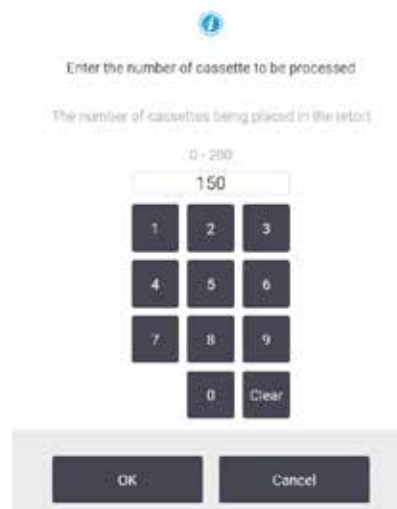 Enter the number of cassette to be processed
The number of cassettes being placed in the retort
0 - 200
150
1 2 3
4 5 6
7 8 9
0 Clear
OK Cancel